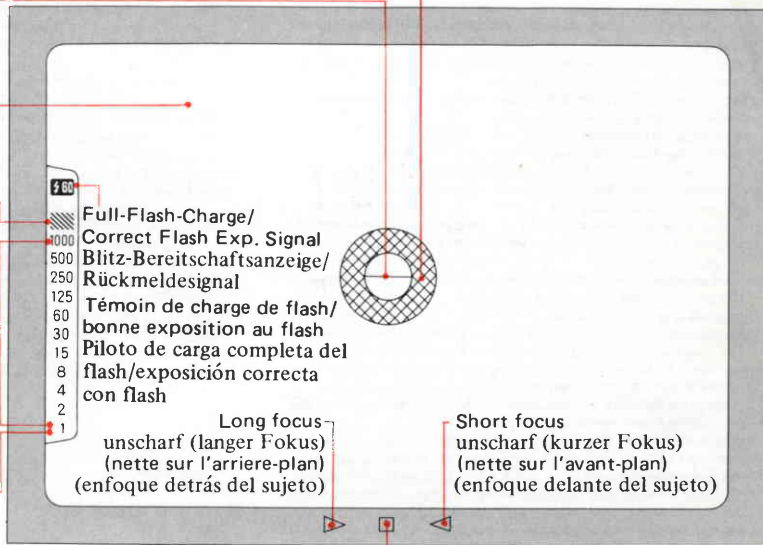 ⚡60
Full-Flash-Charge/
Correct Flash Exp. Signal
Blitz-Bereitschaftsanzeige/
Rückmeldesignal
Témoin de charge de flash/
bonne exposition au flash
Piloto de carga completa del
flash/exposición correcta
con flash
1000
500
250
125
60
30
15
8
4
2
1
Long focus
unscharf (langer Fokus)
(nette sur l'arriere-plan)
(enfoque detrás del sujeto)
Short focus
unscharf (kurzer Fokus)
(nette sur l'avant-plan)
(enfoque delante del sujeto)